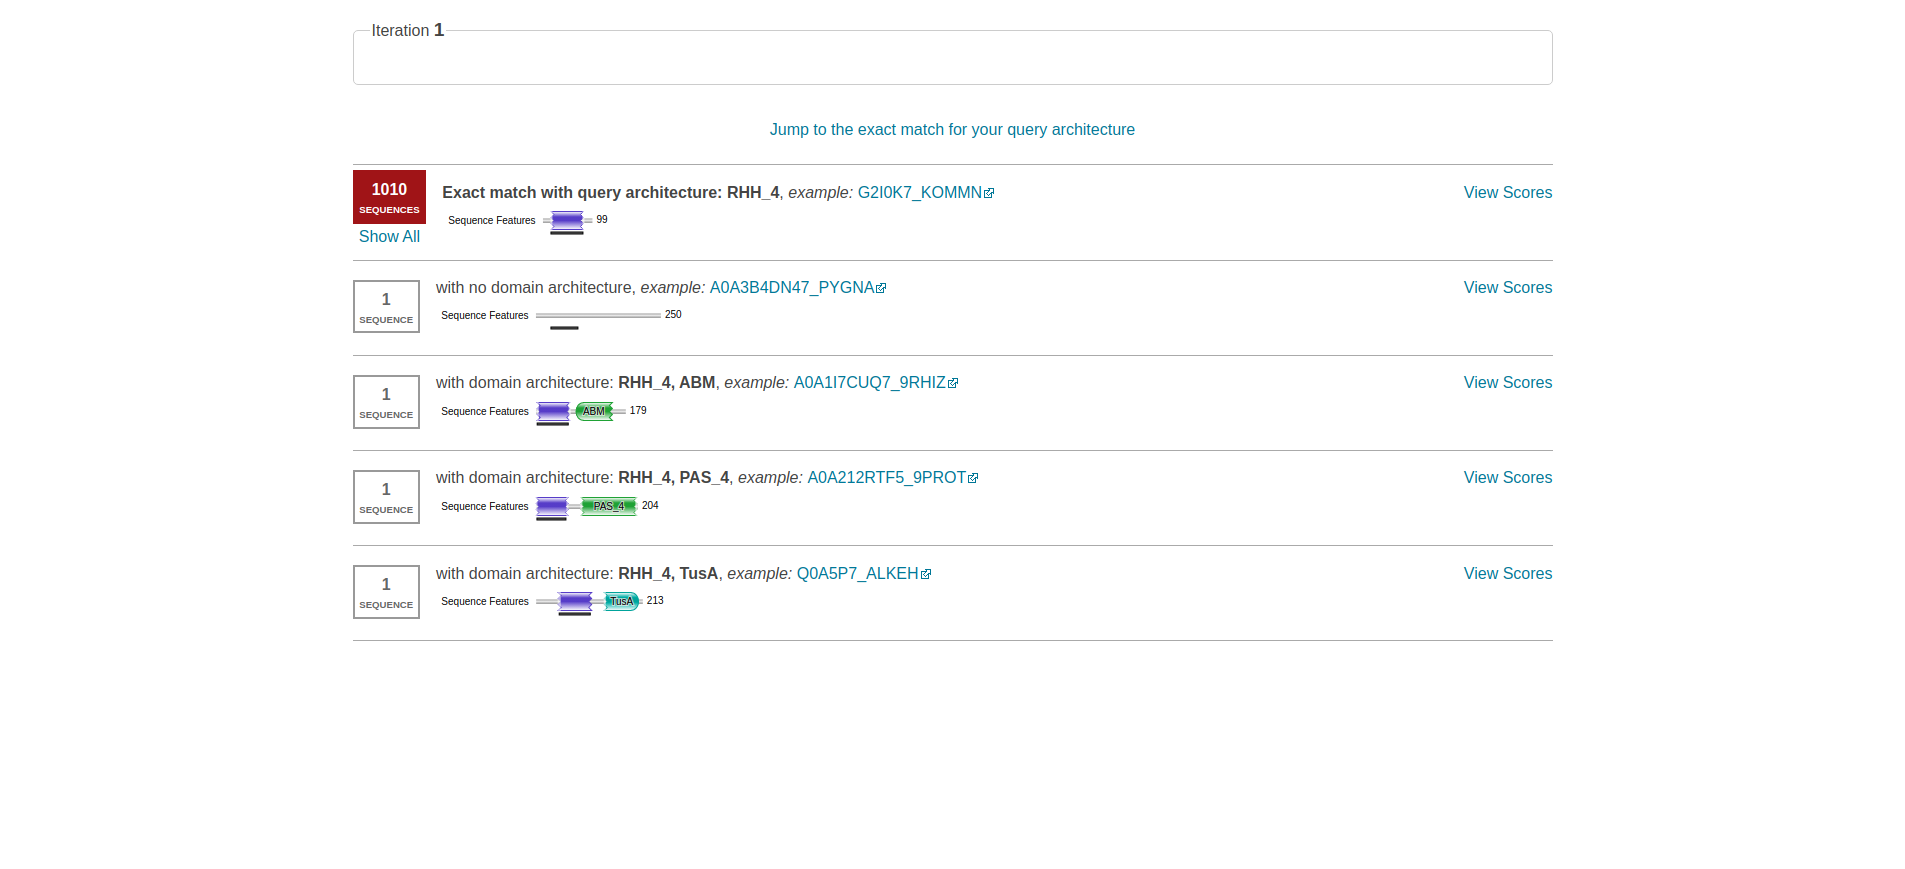 Iteration 1
Jump to the exact match for your query architecture
1010
SEQUENCES
Show All
Exact match with query architecture: RHH_4, example: G2I0K7_KOMMN
View Scores
Sequence Features 99
1
SEQUENCE
with no domain architecture, example: A0A3B4DN47_PYGNA
View Scores
Sequence Features 250
1
SEQUENCE
with domain architecture: RHH_4, ABM, example: A0A1I7CUQ7_9RHIZ
View Scores
Sequence Features ABM 179
1
SEQUENCE
with domain architecture: RHH_4, PAS_4, example: A0A212RTF5_9PROT
View Scores
Sequence Features PAS_4 204
1
SEQUENCE
with domain architecture: RHH_4, TusA, example: Q0A5P7_ALKEH
View Scores
Sequence Features TusA 213